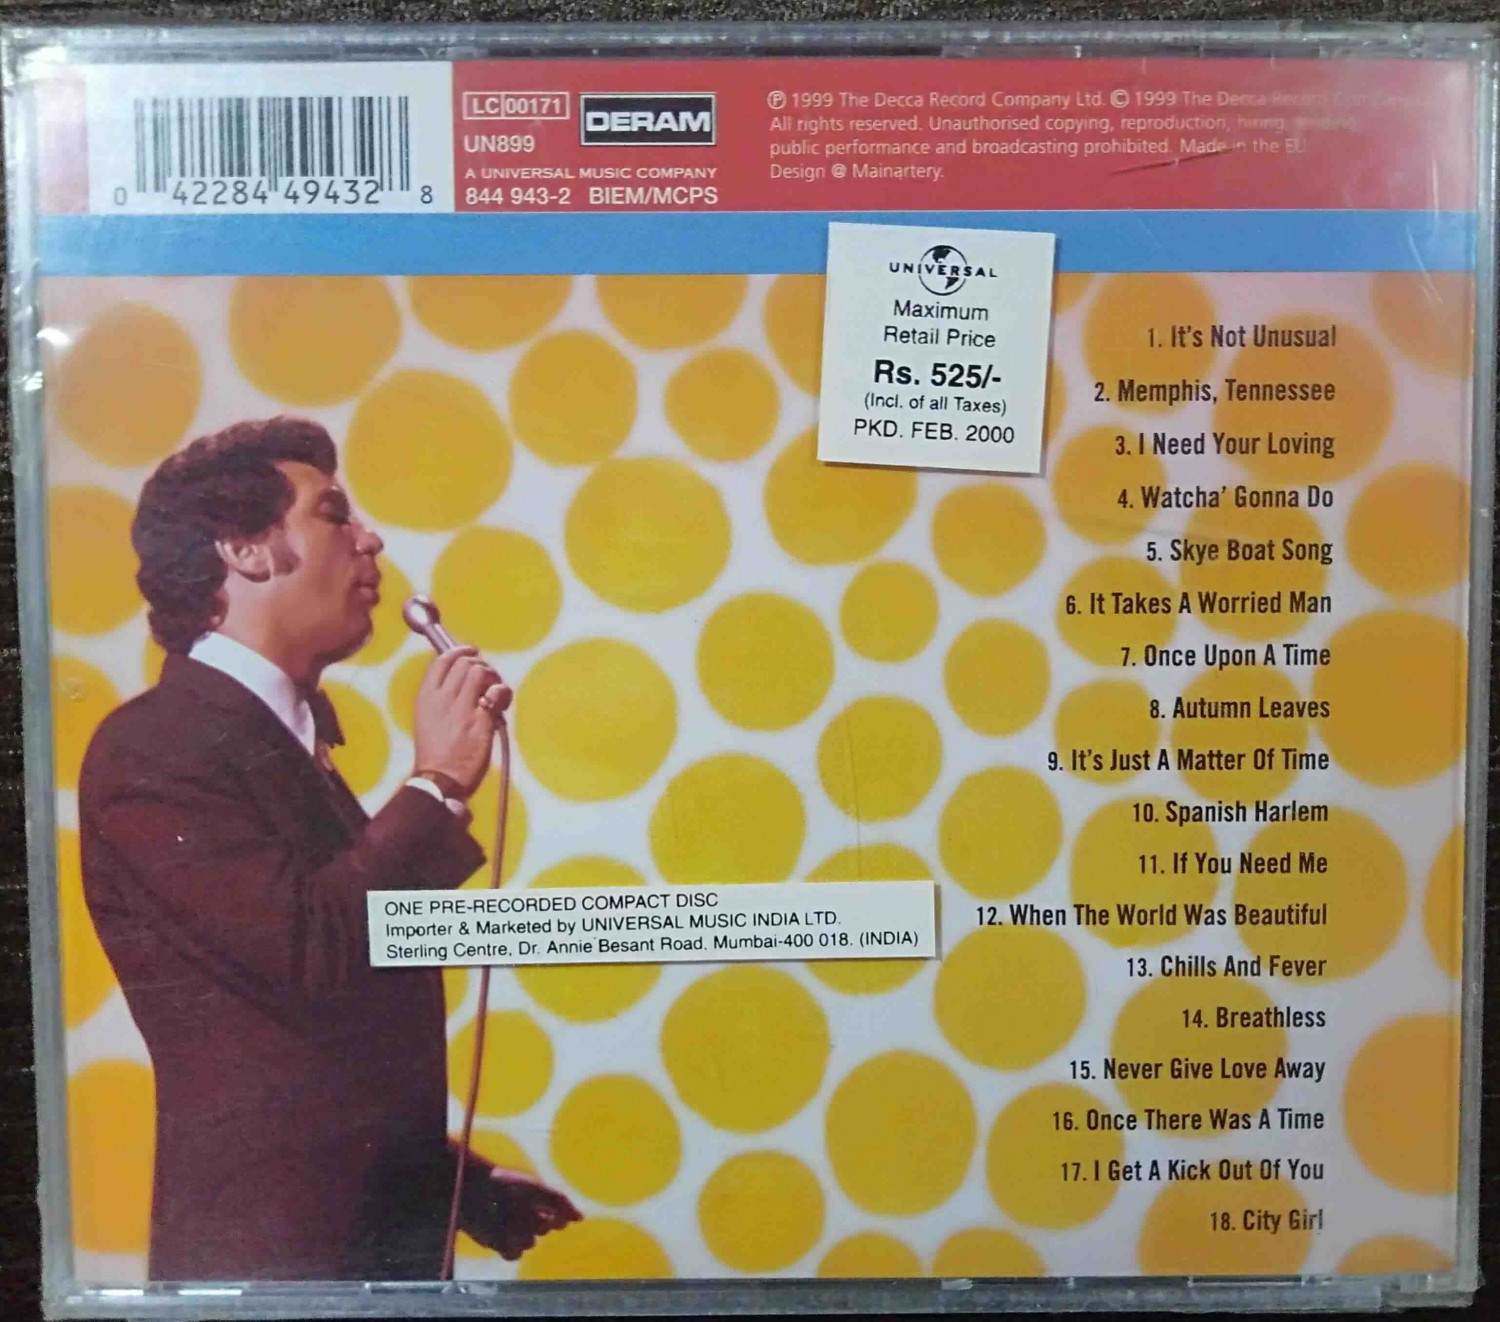 0 42284 49432 8
LC 00171
DERAM
UN899
A UNIVERSAL MUSIC COMPANY
844 943-2 BIEM/MCPS
℗ 1999 The Decca Record Company Ltd. © 1999 The Decca Record
All rights reserved. Unauthorised copying, reproduction, hiring,
public performance and broadcasting prohibited. Made in the EU
Design @ Mainartery.
UNIVERSAL
Maximum
Retail Price
Rs. 525/-
(Incl. of all Taxes)
PKD. FEB. 2000
1. It's Not Unusual
2. Memphis, Tennessee
3. I Need Your Loving
4. Watcha' Gonna Do
5. Skye Boat Song
6. It Takes A Worried Man
7. Once Upon A Time
8. Autumn Leaves
9. It's Just A Matter Of Time
10. Spanish Harlem
11. If You Need Me
12. When The World Was Beautiful
13. Chills And Fever
14. Breathless
15. Never Give Love Away
16. Once There Was A Time
17. I Get A Kick Out Of You
18. City Girl
ONE PRE-RECORDED COMPACT DISC
Importer & Marketed by UNIVERSAL MUSIC INDIA LTD.
Sterling Centre, Dr. Annie Besant Road, Mumbai-400 018. (INDIA)